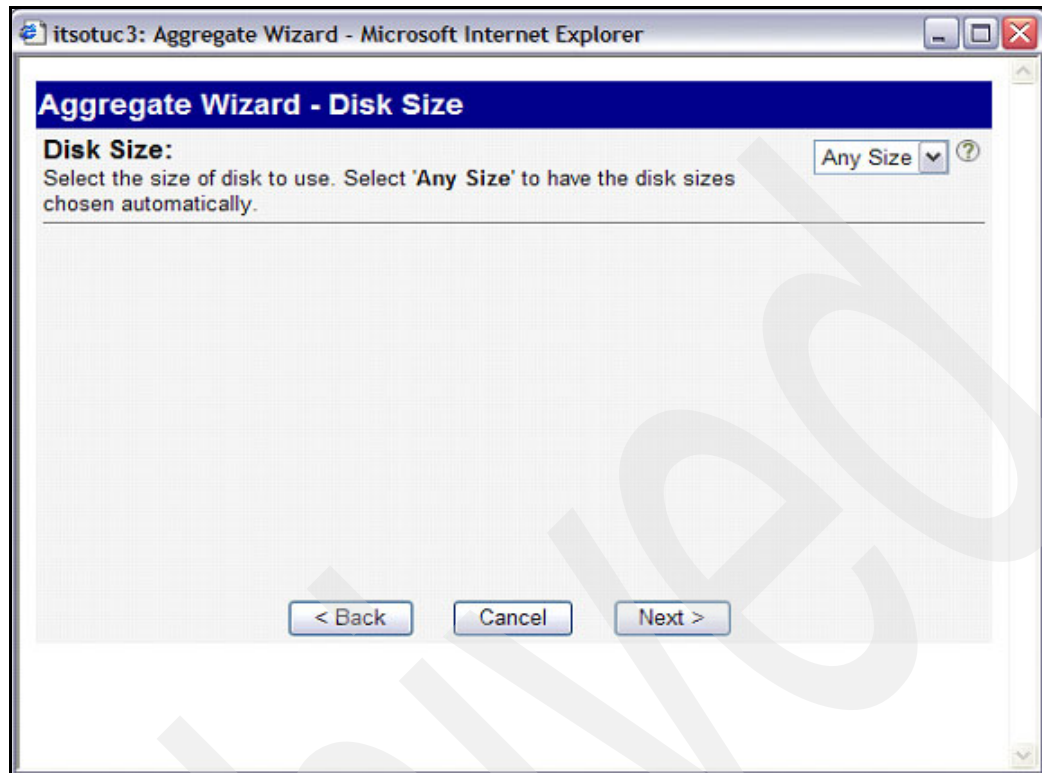 itsotuc3: Aggregate Wizard - Microsoft Internet Explorer
Aggregate Wizard - Disk Size
Disk Size:
Any Size
Select the size of disk to use. Select 'Any Size' to have the disk sizes
chosen automatically.
< Back
Cancel
Next >